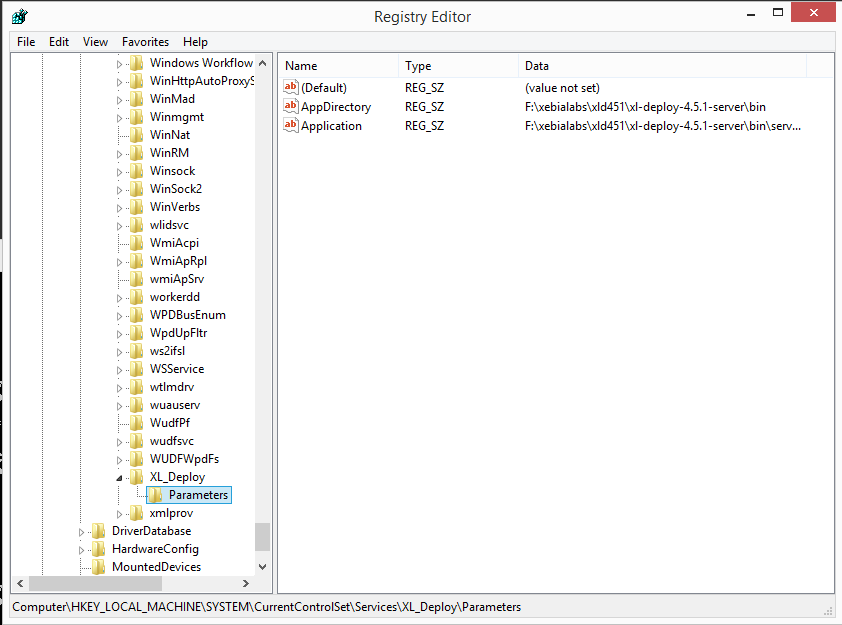 Registry Editor
File Edit View Favorites Help
Windows Workflow
WinHttpAutoProxyS
WinMad
Winmgmt
WinNat
WinRM
Winsock
WinSock2
WinVerbs
wlidsvc
WmiAcpi
WmiApRpl
wmiApSrv
workerdd
WPDBusEnum
WpdUpFltr
ws2ifsl
WSService
wtlmdrv
wuauserv
WudfPf
wudfsvc
WUDFWpdFs
XL_Deploy
Parameters
xmlprov
DriverDatabase
HardwareConfig
MountedDevices
Name Type Data
ab (Default) REG_SZ (value not set)
ab AppDirectory REG_SZ F:\xebialabs\xld451\xl-deploy-4.5.1-server\bin
ab Application REG_SZ F:\xebialabs\xld451\xl-deploy-4.5.1-server\bin\serv...
Computer\HKEY_LOCAL_MACHINE\SYSTEM\CurrentControlSet\Services\XL_Deploy\Parameters